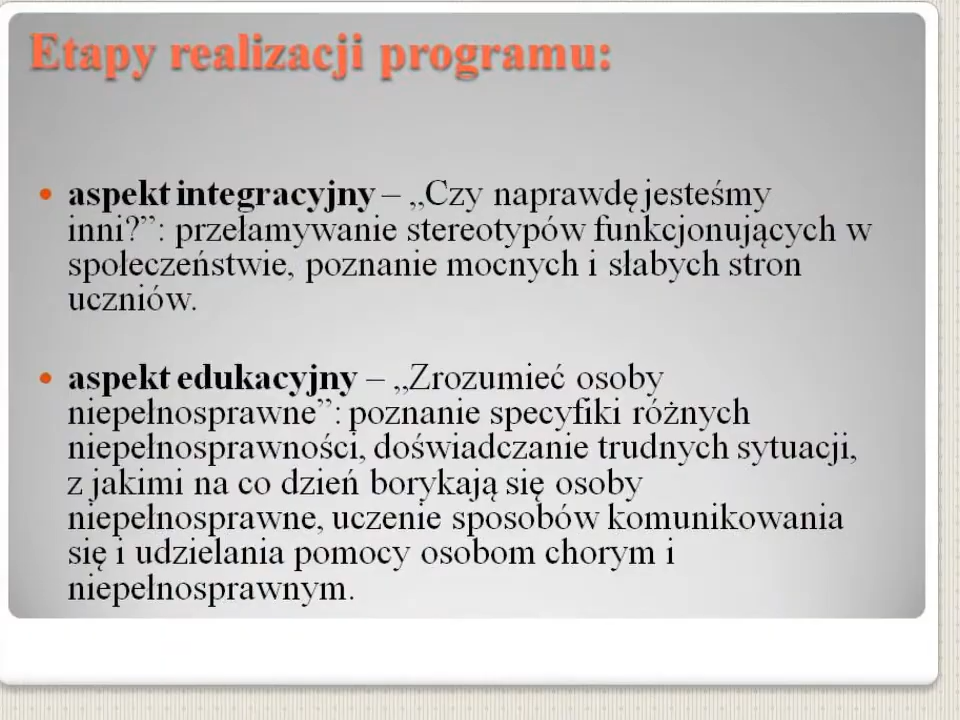 Etapy realizacji programu:
• aspekt integracyjny – „Czy naprawdę jesteśmy
inni?”: przełamywanie stereotypów funkcjonujących w
społeczeństwie, poznanie mocnych i słabych stron
uczniów.
• aspekt edukacyjny – „Zrozumieć osoby
niepełnosprawne”: poznanie specyfiki różnych
niepełnosprawności, doświadczanie trudnych sytuacji,
z jakimi na co dzień borykają się osoby
niepełnosprawne, uczenie sposobów komunikowania
się i udzielania pomocy osobom chorym i
niepełnosprawnym.